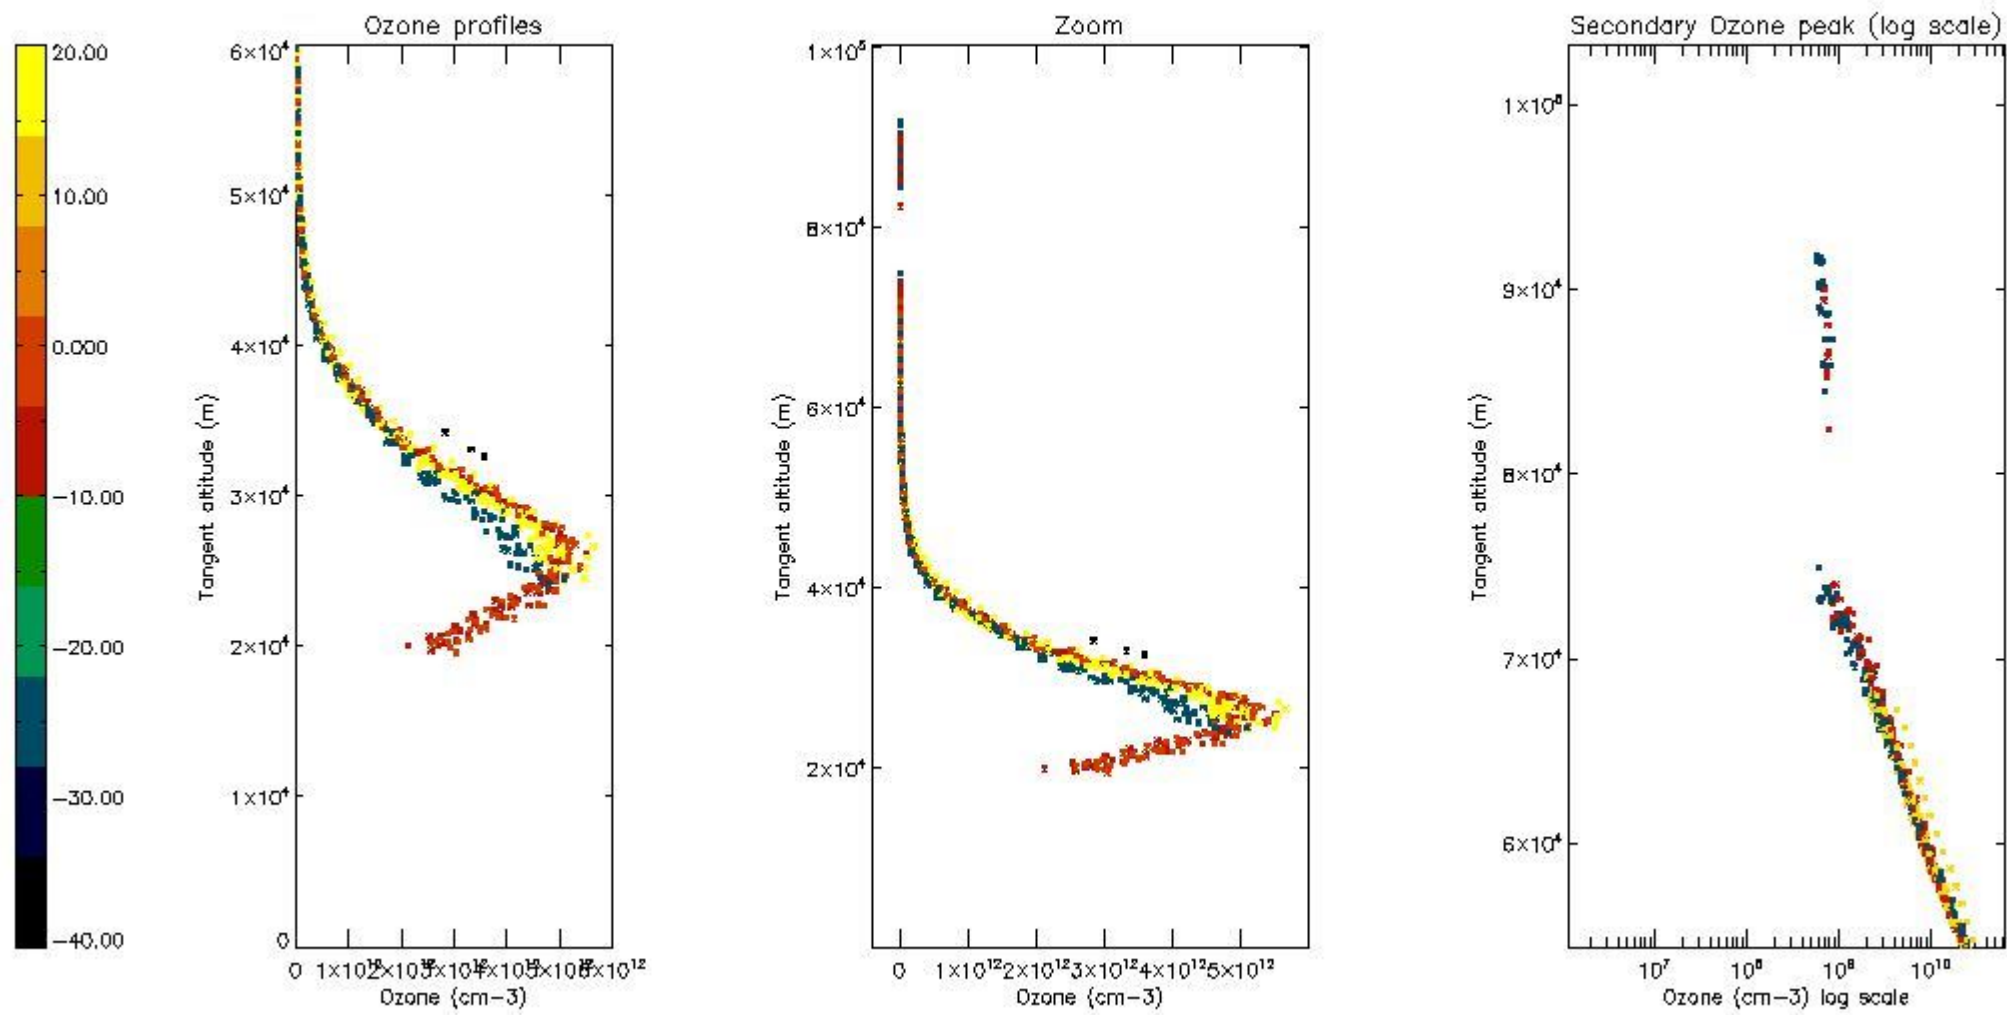 Ozone profiles
Zoom
Secondary Ozone peak (log scale)
20.00
10.00
0.000
−10.00
−20.00
−30.00
−40.00
6×10⁴
5×10⁴
4×10⁴
3×10⁴
2×10⁴
1×10⁴
0
Tangent altitude (m)
0
Ozone (cm−3)
1×10⁵
8×10⁴
6×10⁴
4×10⁴
2×10⁴
Tangent altitude (m)
0 1×10¹² 2×10¹² 3×10¹² 4×10¹² 5×10¹²
Ozone (cm−3)
9×10⁴
8×10⁴
7×10⁴
6×10⁴
Tangent altitude (m)
10⁷ 10¹⁰
Ozone (cm−3) log scale